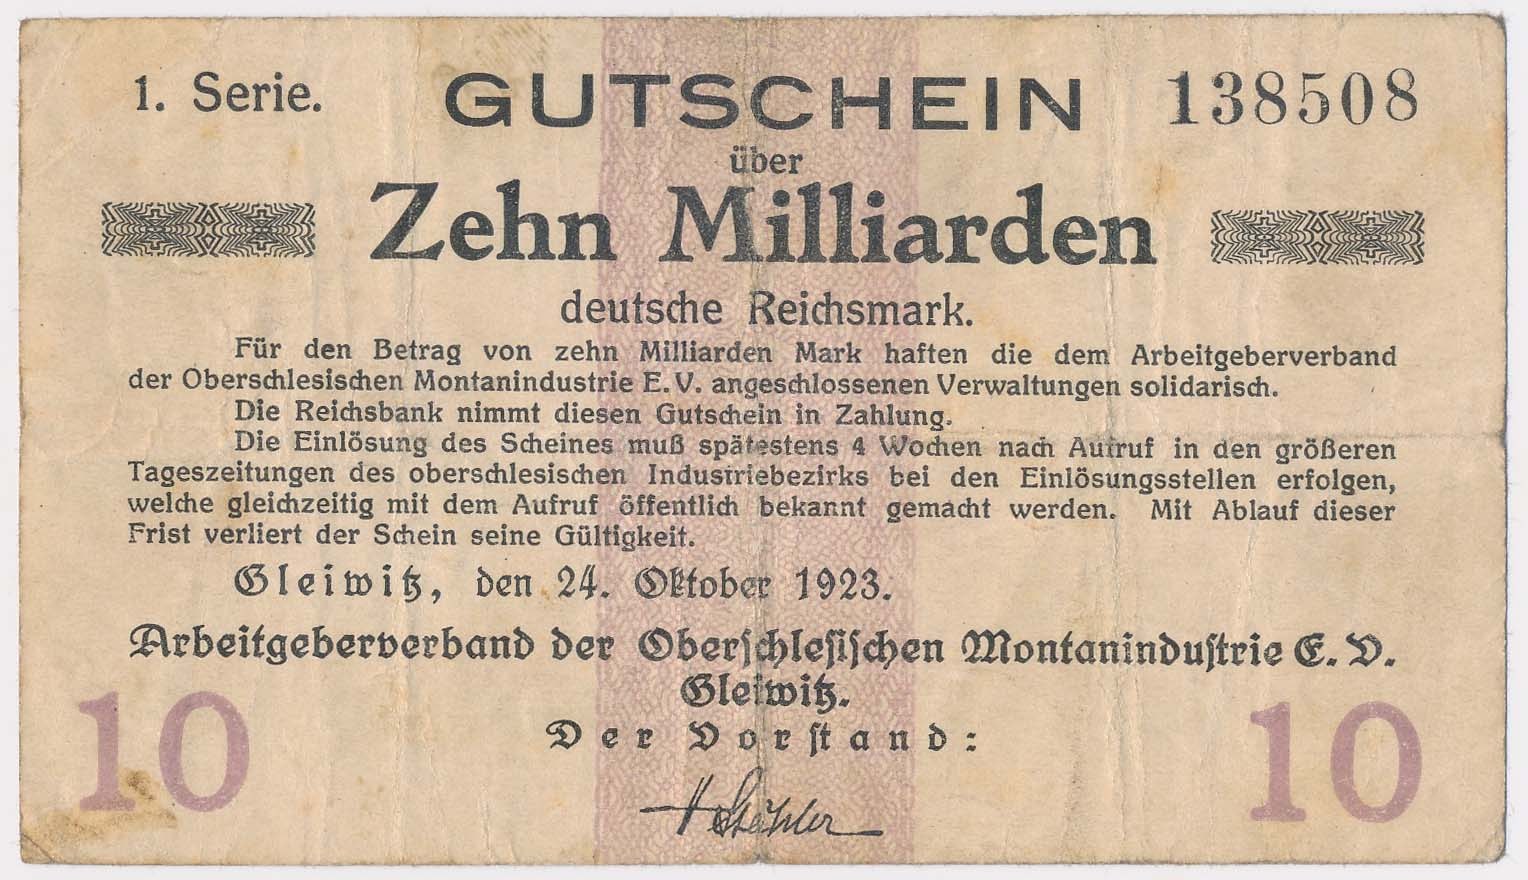 1. Serie. GUTSCHEIN 138508
über
Zehn Milliarden
deutsche Reichsmark.
Für den Betrag von zehn Milliarden Mark haften die dem Arbeitgeberverband
der Oberschlesischen Montanindustrie E. V. angeschlossenen Verwaltungen solidarisch.
Die Reichsbank nimmt diesen Gutschein in Zahlung.
Die Einlösung des Scheines muß spätestens 4 Wochen nach Aufruf in den größeren
Tageszeitungen des oberschlesischen Industriebezirks bei den Einlösungsstellen erfolgen,
welche gleichzeitig mit dem Aufruf öffentlich bekannt gemacht werden. Mit Ablauf dieser
Frist verliert der Schein seine Gültigkeit.
Gleiwitz, den 24. Oktober 1923.
Arbeitgeberverband der Oberschlesischen Montanindustrie E. V.
Gleiwitz.
Der Vorstand:
10 10